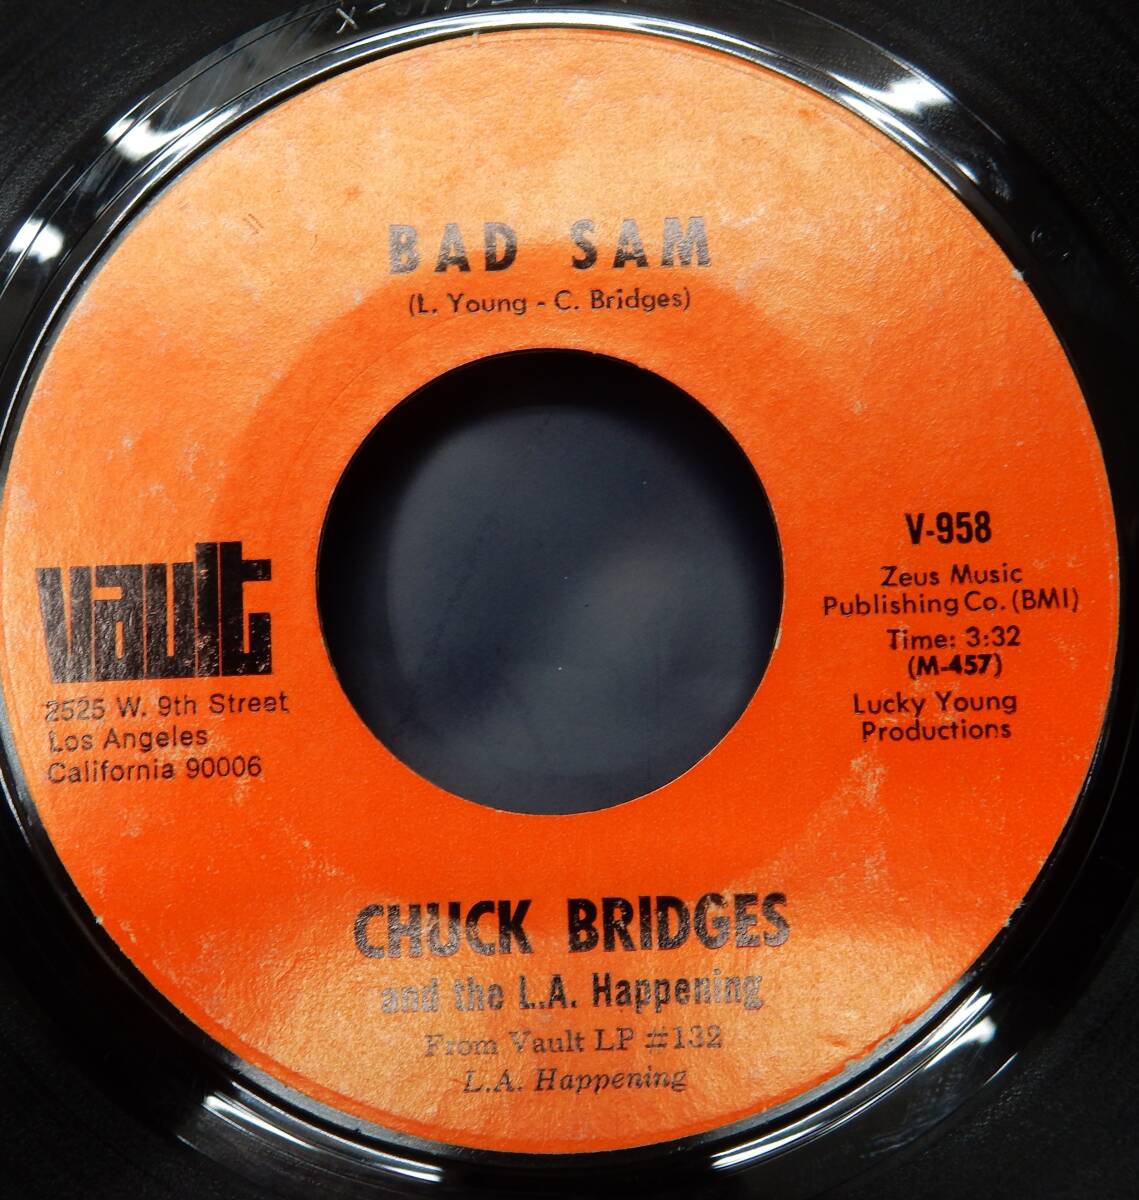 BAD SAM
(L. Young - C. Bridges)
vault
2525 W. 9th Street
Los Angeles
California 90006
V-958
Zeus Music
Publishing Co. (BMI)
Time: 3:32
(M-457)
Lucky Young
Productions
CHUCK BRIDGES
and the L.A. Happening
From Vault LP #132
L.A. Happening